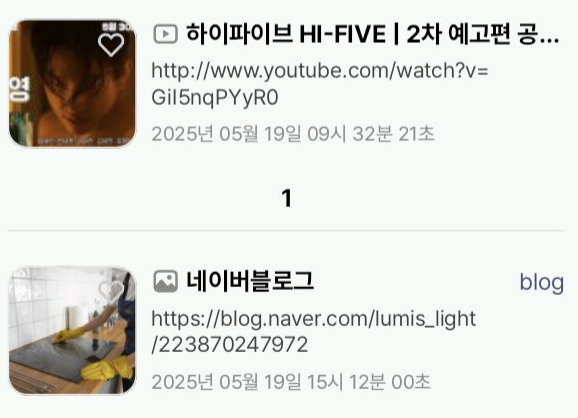 하이파이브 HI-FIVE | 2차 예고편 공...
http://www.youtube.com/watch?v=
GiI5nqPYyR0
2025년 05월 19일 09시 32분 21초
영
1
네이버블로그
blog
https://blog.naver.com/lumis_light
/223870247972
2025년 05월 19일 15시 12분 00초